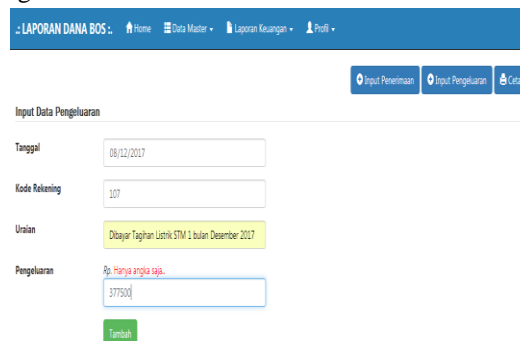 .: LAPORAN DANA BOS :. Home Data Master Laporan Keuangan Profil
Input Penerimaan Input Pengeluaran
Input Data Pengeluaran
Tanggal 08/12/2017
Kode Rekening 107
Uraian Dibayar Tagihan Listrik STM 1 bulan Desember 2017
Pengeluaran Rp. Hanya angka saja..
377500
Tambah